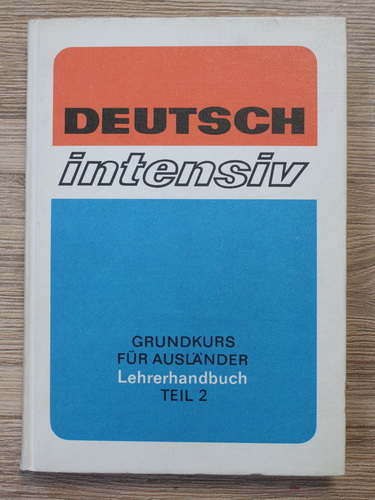 DEUTSCH
intensiv
GRUNDKURS
FÜR AUSLÄNDER
Lehrerhandbuch
TEIL 2